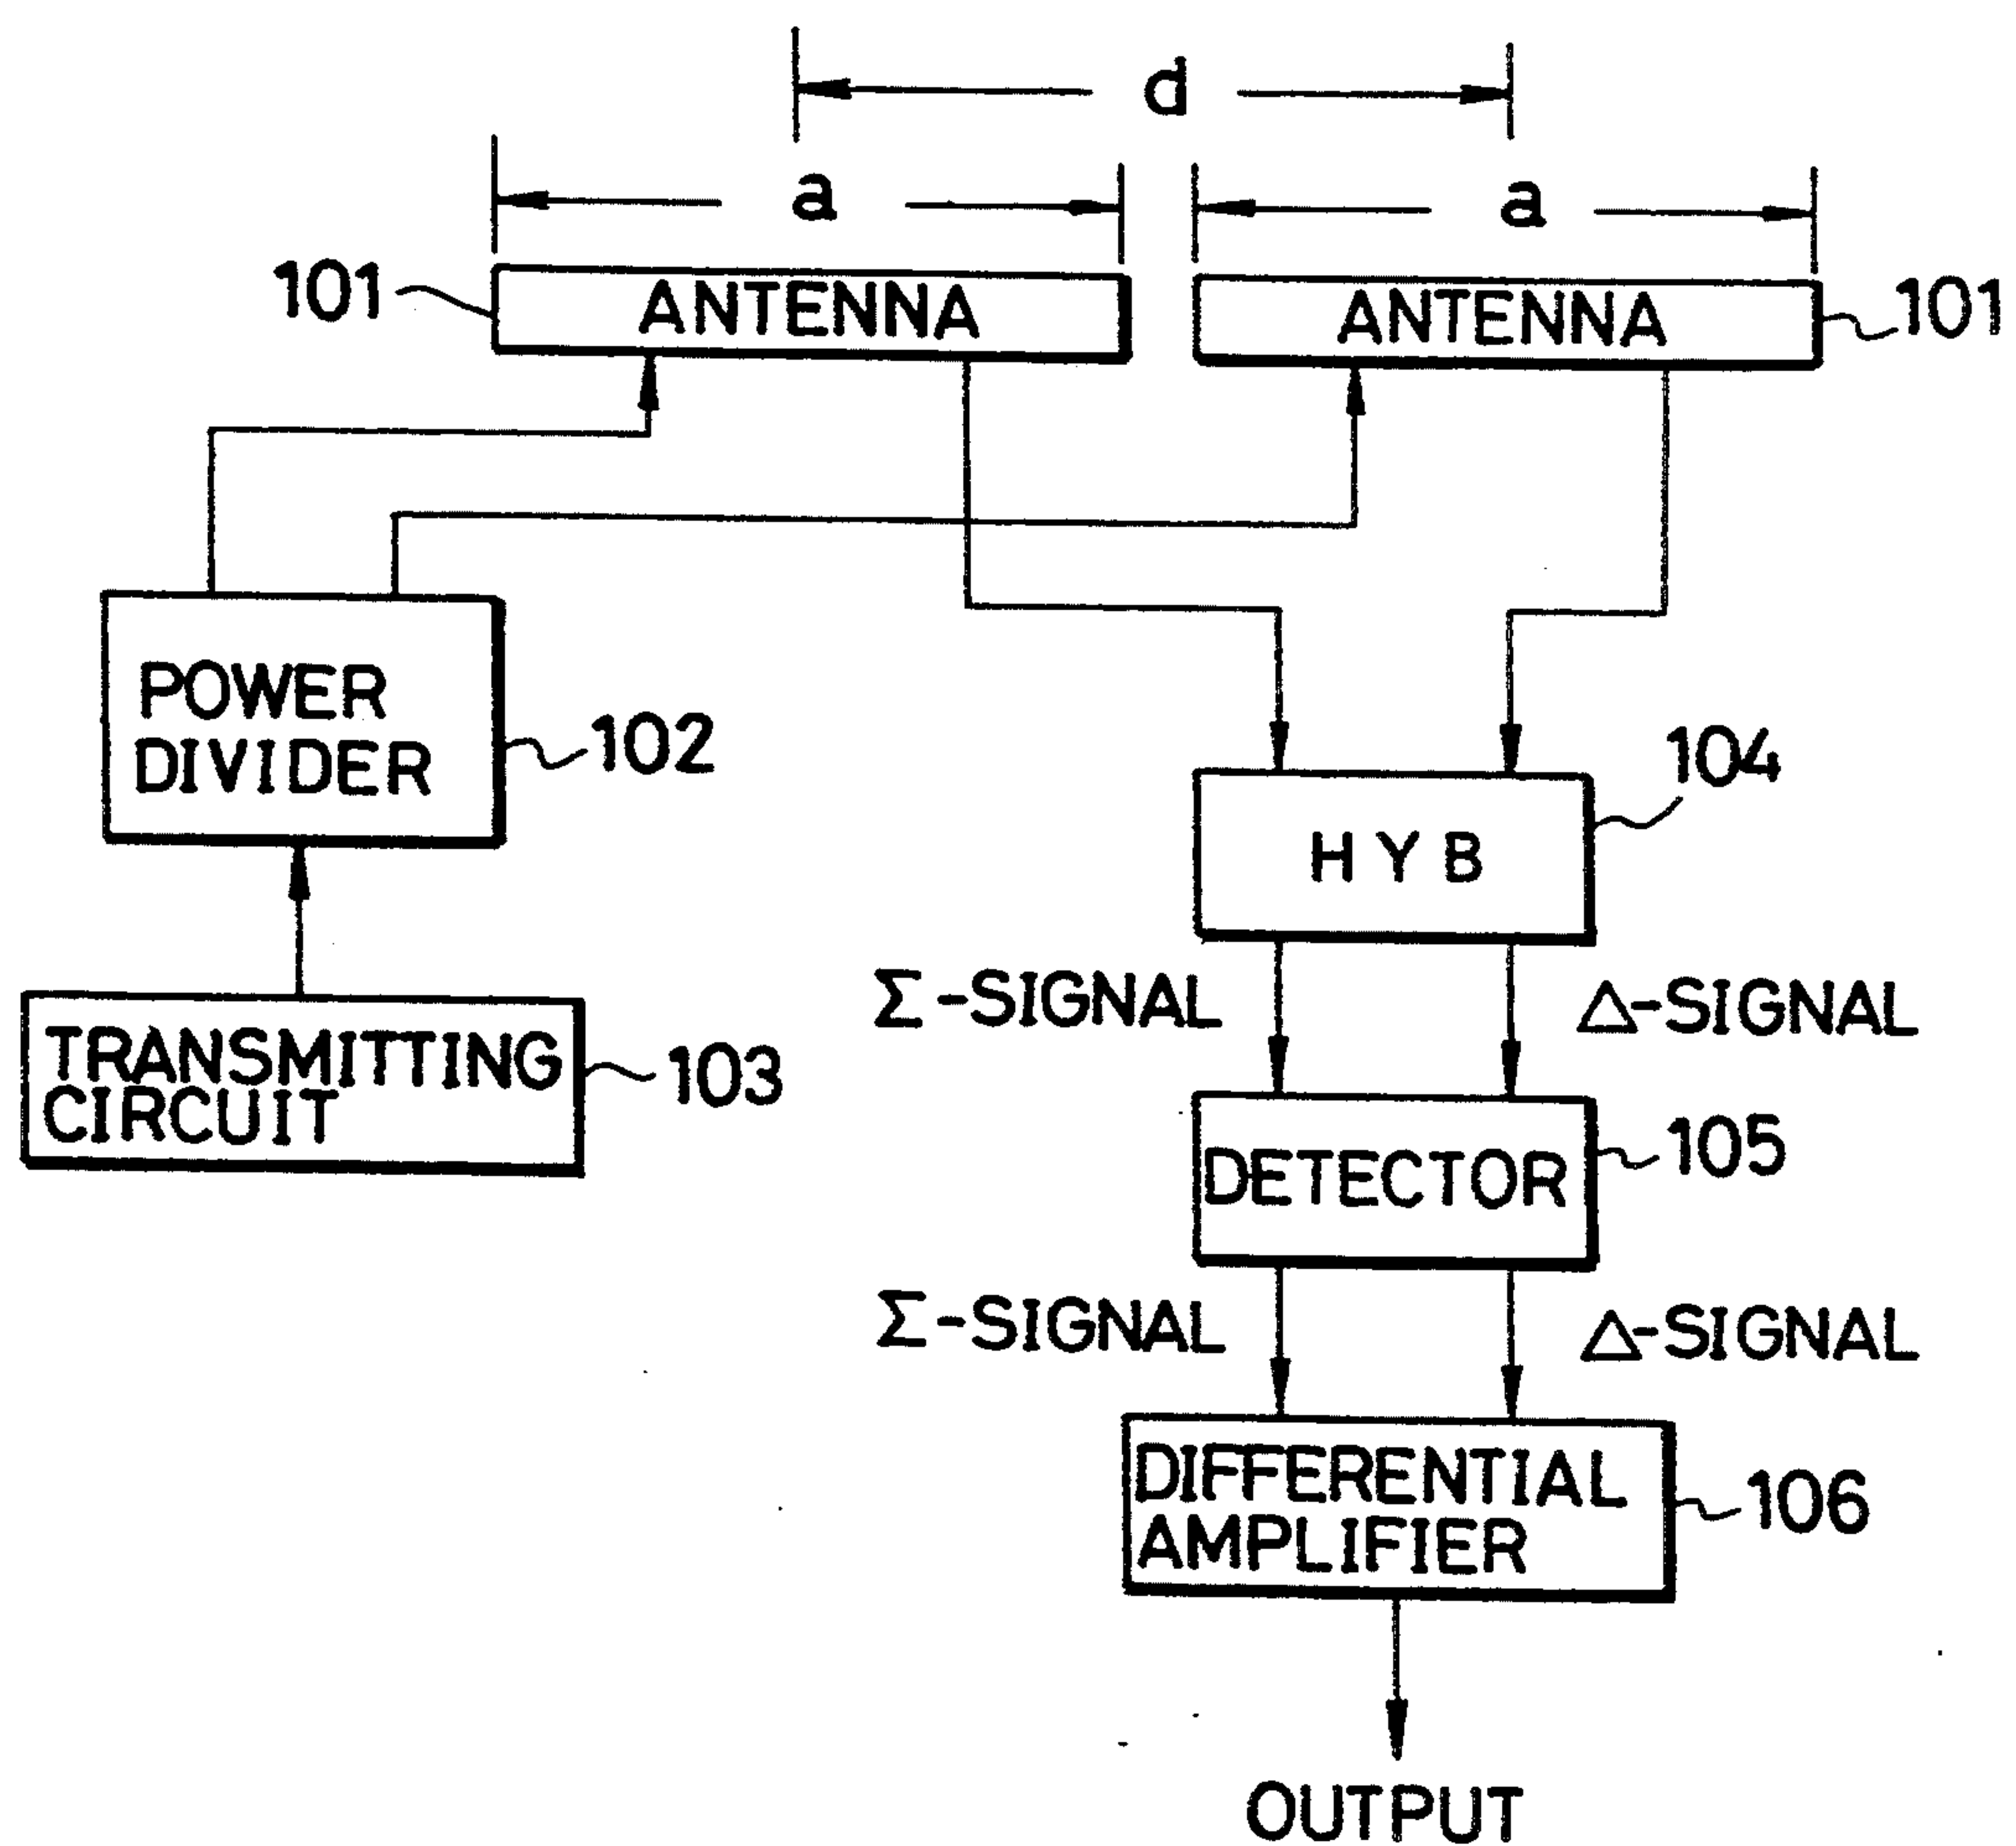 d
a
a
101
ANTENNA
ANTENNA
101
POWER
DIVIDER
102
104
HYB
Σ-SIGNAL
Δ-SIGNAL
TRANSMITTING
CIRCUIT
103
105
DETECTOR
Σ-SIGNAL
Δ-SIGNAL
DIFFERENTIAL
AMPLIFIER
106
OUTPUT